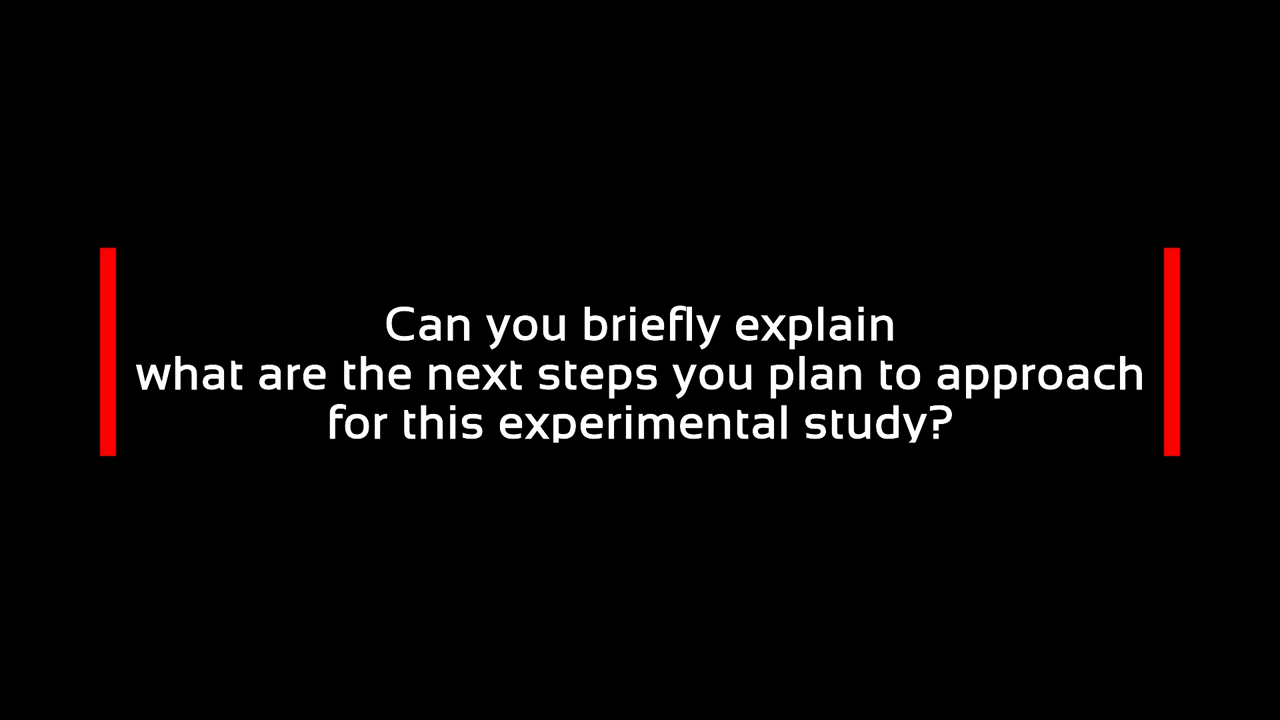 Can you briefly explain
what are the next steps you plan to approach
for this experimental study?